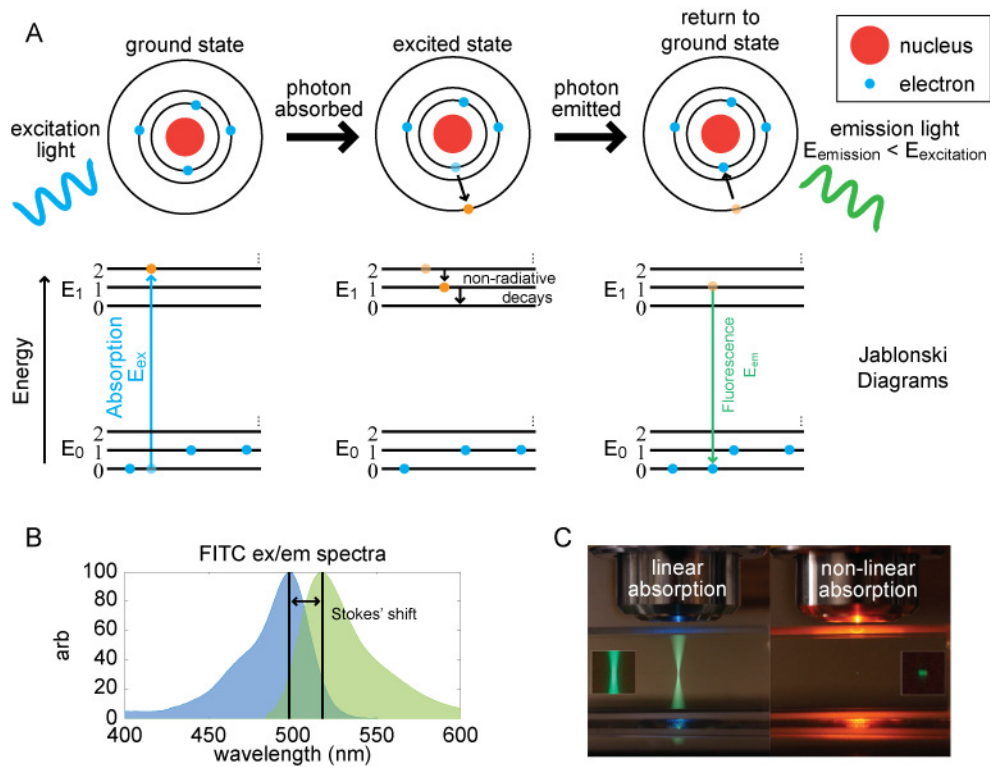 A
ground state
excited state
return to
ground state
nucleus
electron
photon
absorbed
photon
emitted
excitation
light
emission light
Eemission < Eexcitation
Energy
E1
2
1
0
Absorption
Eex
E0
2
1
0
E1
2
1
0
non-radiative
decays
E0
2
1
0
E1
2
1
0
Fluorescence
Eem
E0
2
1
0
Jablonski
Diagrams
B
FITC ex/em spectra
100
80
60
40
20
0
arb
Stokes' shift
400
450
500
550
600
wavelength (nm)
C
linear
absorption
non-linear
absorption